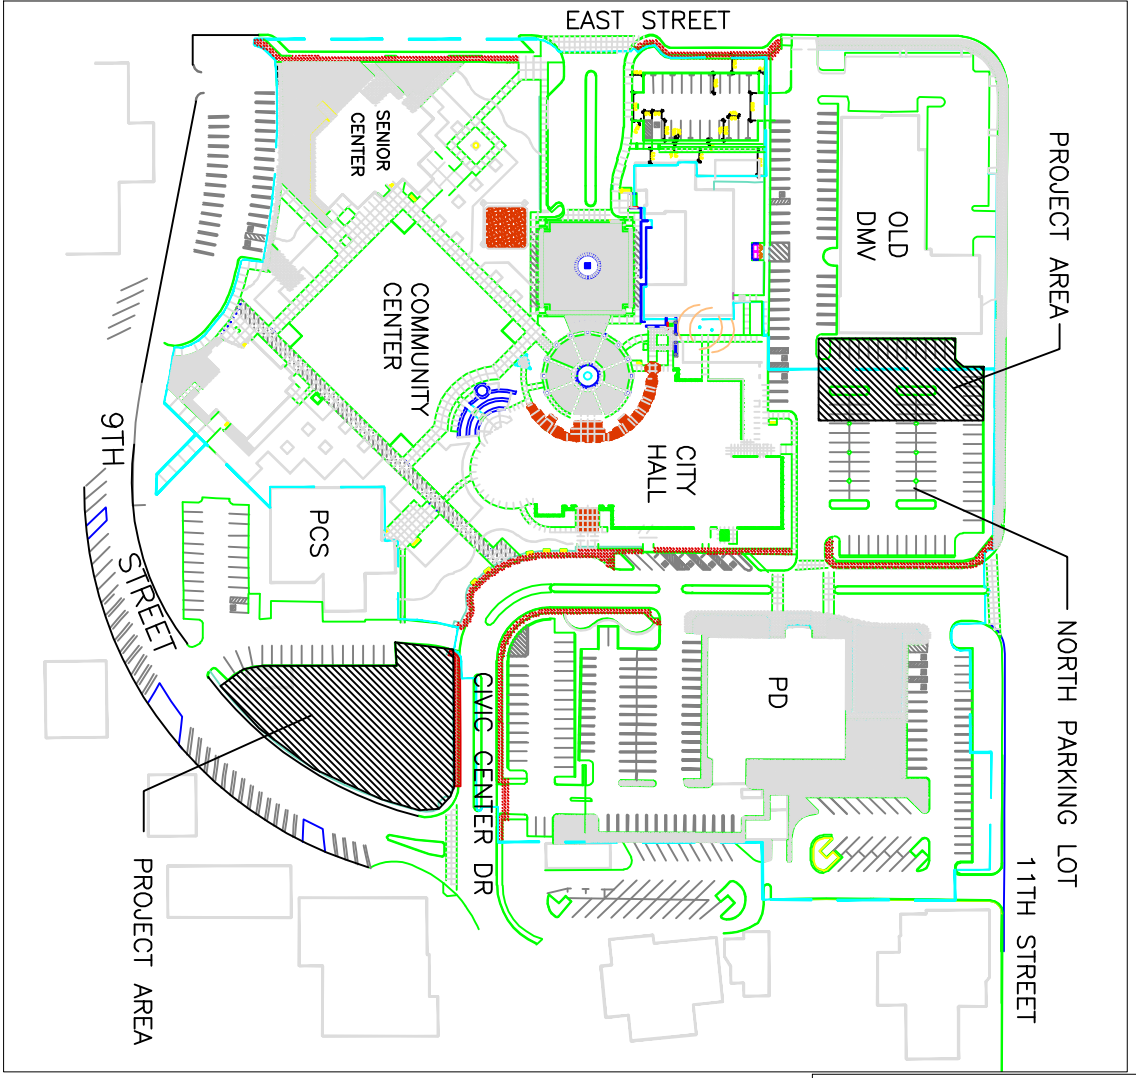 EAST STREET
SENIOR
CENTER
PROJECT AREA
OLD
DMV
COMMUNITY
CENTER
9TH STREET
CITY
HALL
PCS
NORTH PARKING LOT
PD
CIVIC CENTER DR
11TH STREET
PROJECT AREA